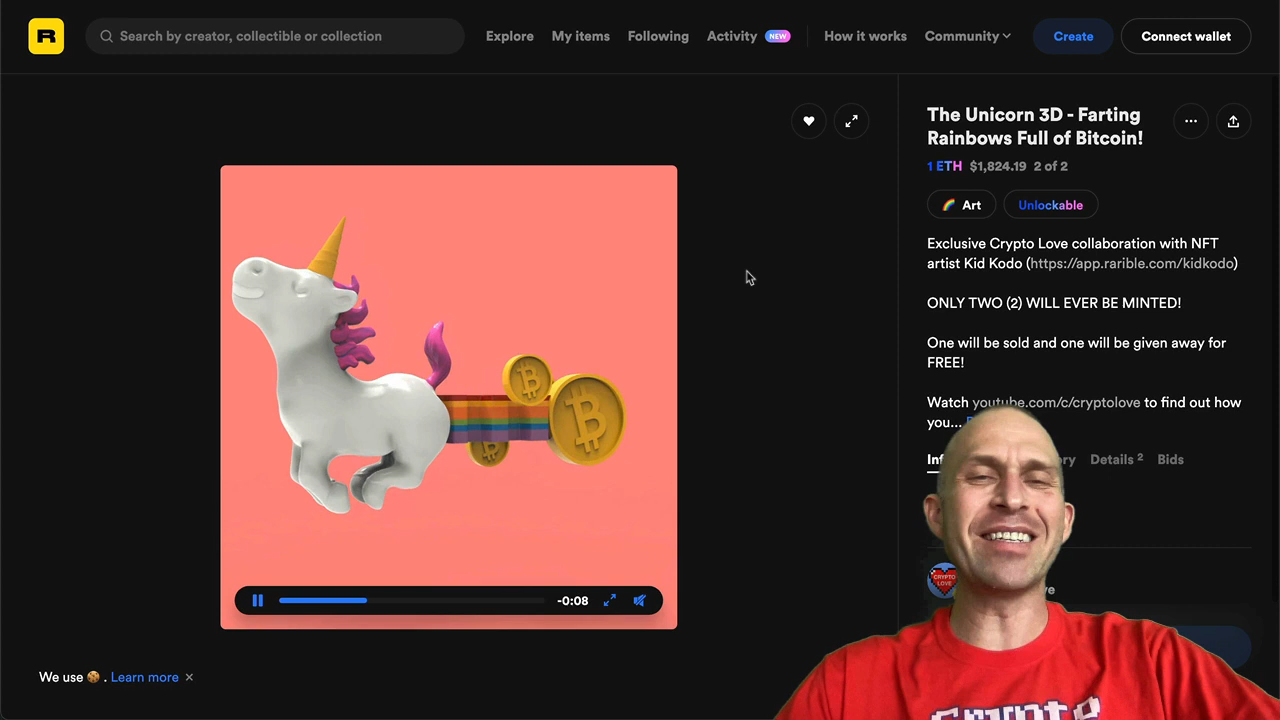 R
Search by creator, collectible or collection
Explore My items Following Activity NEW How it works Community Create Connect wallet
The Unicorn 3D - Farting
Rainbows Full of Bitcoin!
1 ETH $1,824.19 2 of 2
Art Unlockable
Exclusive Crypto Love collaboration with NFT
artist Kid Kodo (https://app.rarible.com/kidkodo)
ONLY TWO (2) WILL EVER BE MINTED!
One will be sold and one will be given away for
FREE!
Watch youtube.com/c/cryptolove to find out how
you...
Details 2 Bids
CRYPTO
LOVE
-0:08
We use 🍪 . Learn more ×
Crypto